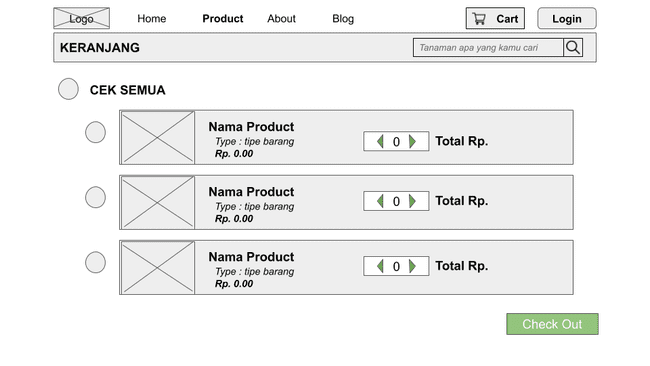 Logo Home Product About Blog Cart Login
KERANJANG Tanaman apa yang kamu cari
CEK SEMUA
Nama Product
Type : tipe barang
Rp. 0.00
0 Total Rp.
Nama Product
Type : tipe barang
Rp. 0.00
0 Total Rp.
Nama Product
Type : tipe barang
Rp. 0.00
0 Total Rp.
Check Out